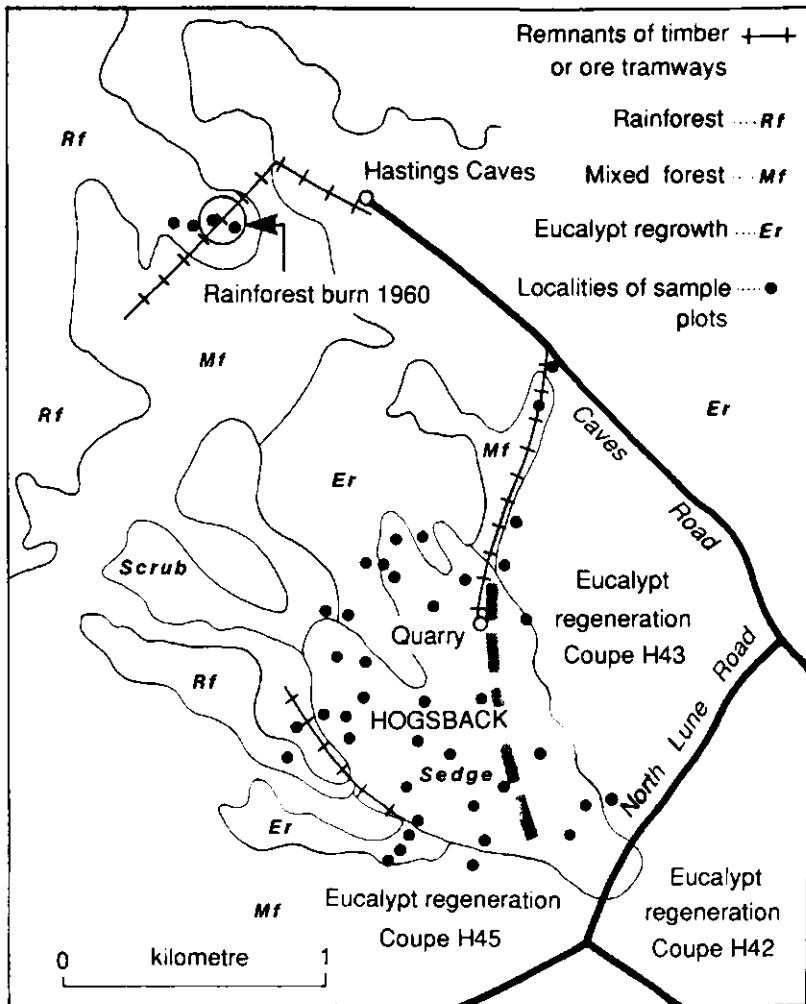 Remnants of timber
or ore tramways
Rainforest ..... Rf
Mixed forest ... Mf
Eucalypt regrowth .... Er
Localities of sample ..... ●
plots
Rf
Hastings Caves
Rainforest burn 1960
Mf
Rf
Er
Caves Road
Mf
Er
Scrub
Eucalypt
regeneration
Coupe H43
Quarry
Rf
North Lune Road
HOGSBACK
Sedge
Er
Mf
Eucalypt regeneration
Coupe H45
Eucalypt
regeneration
Coupe H42
0 kilometre 1